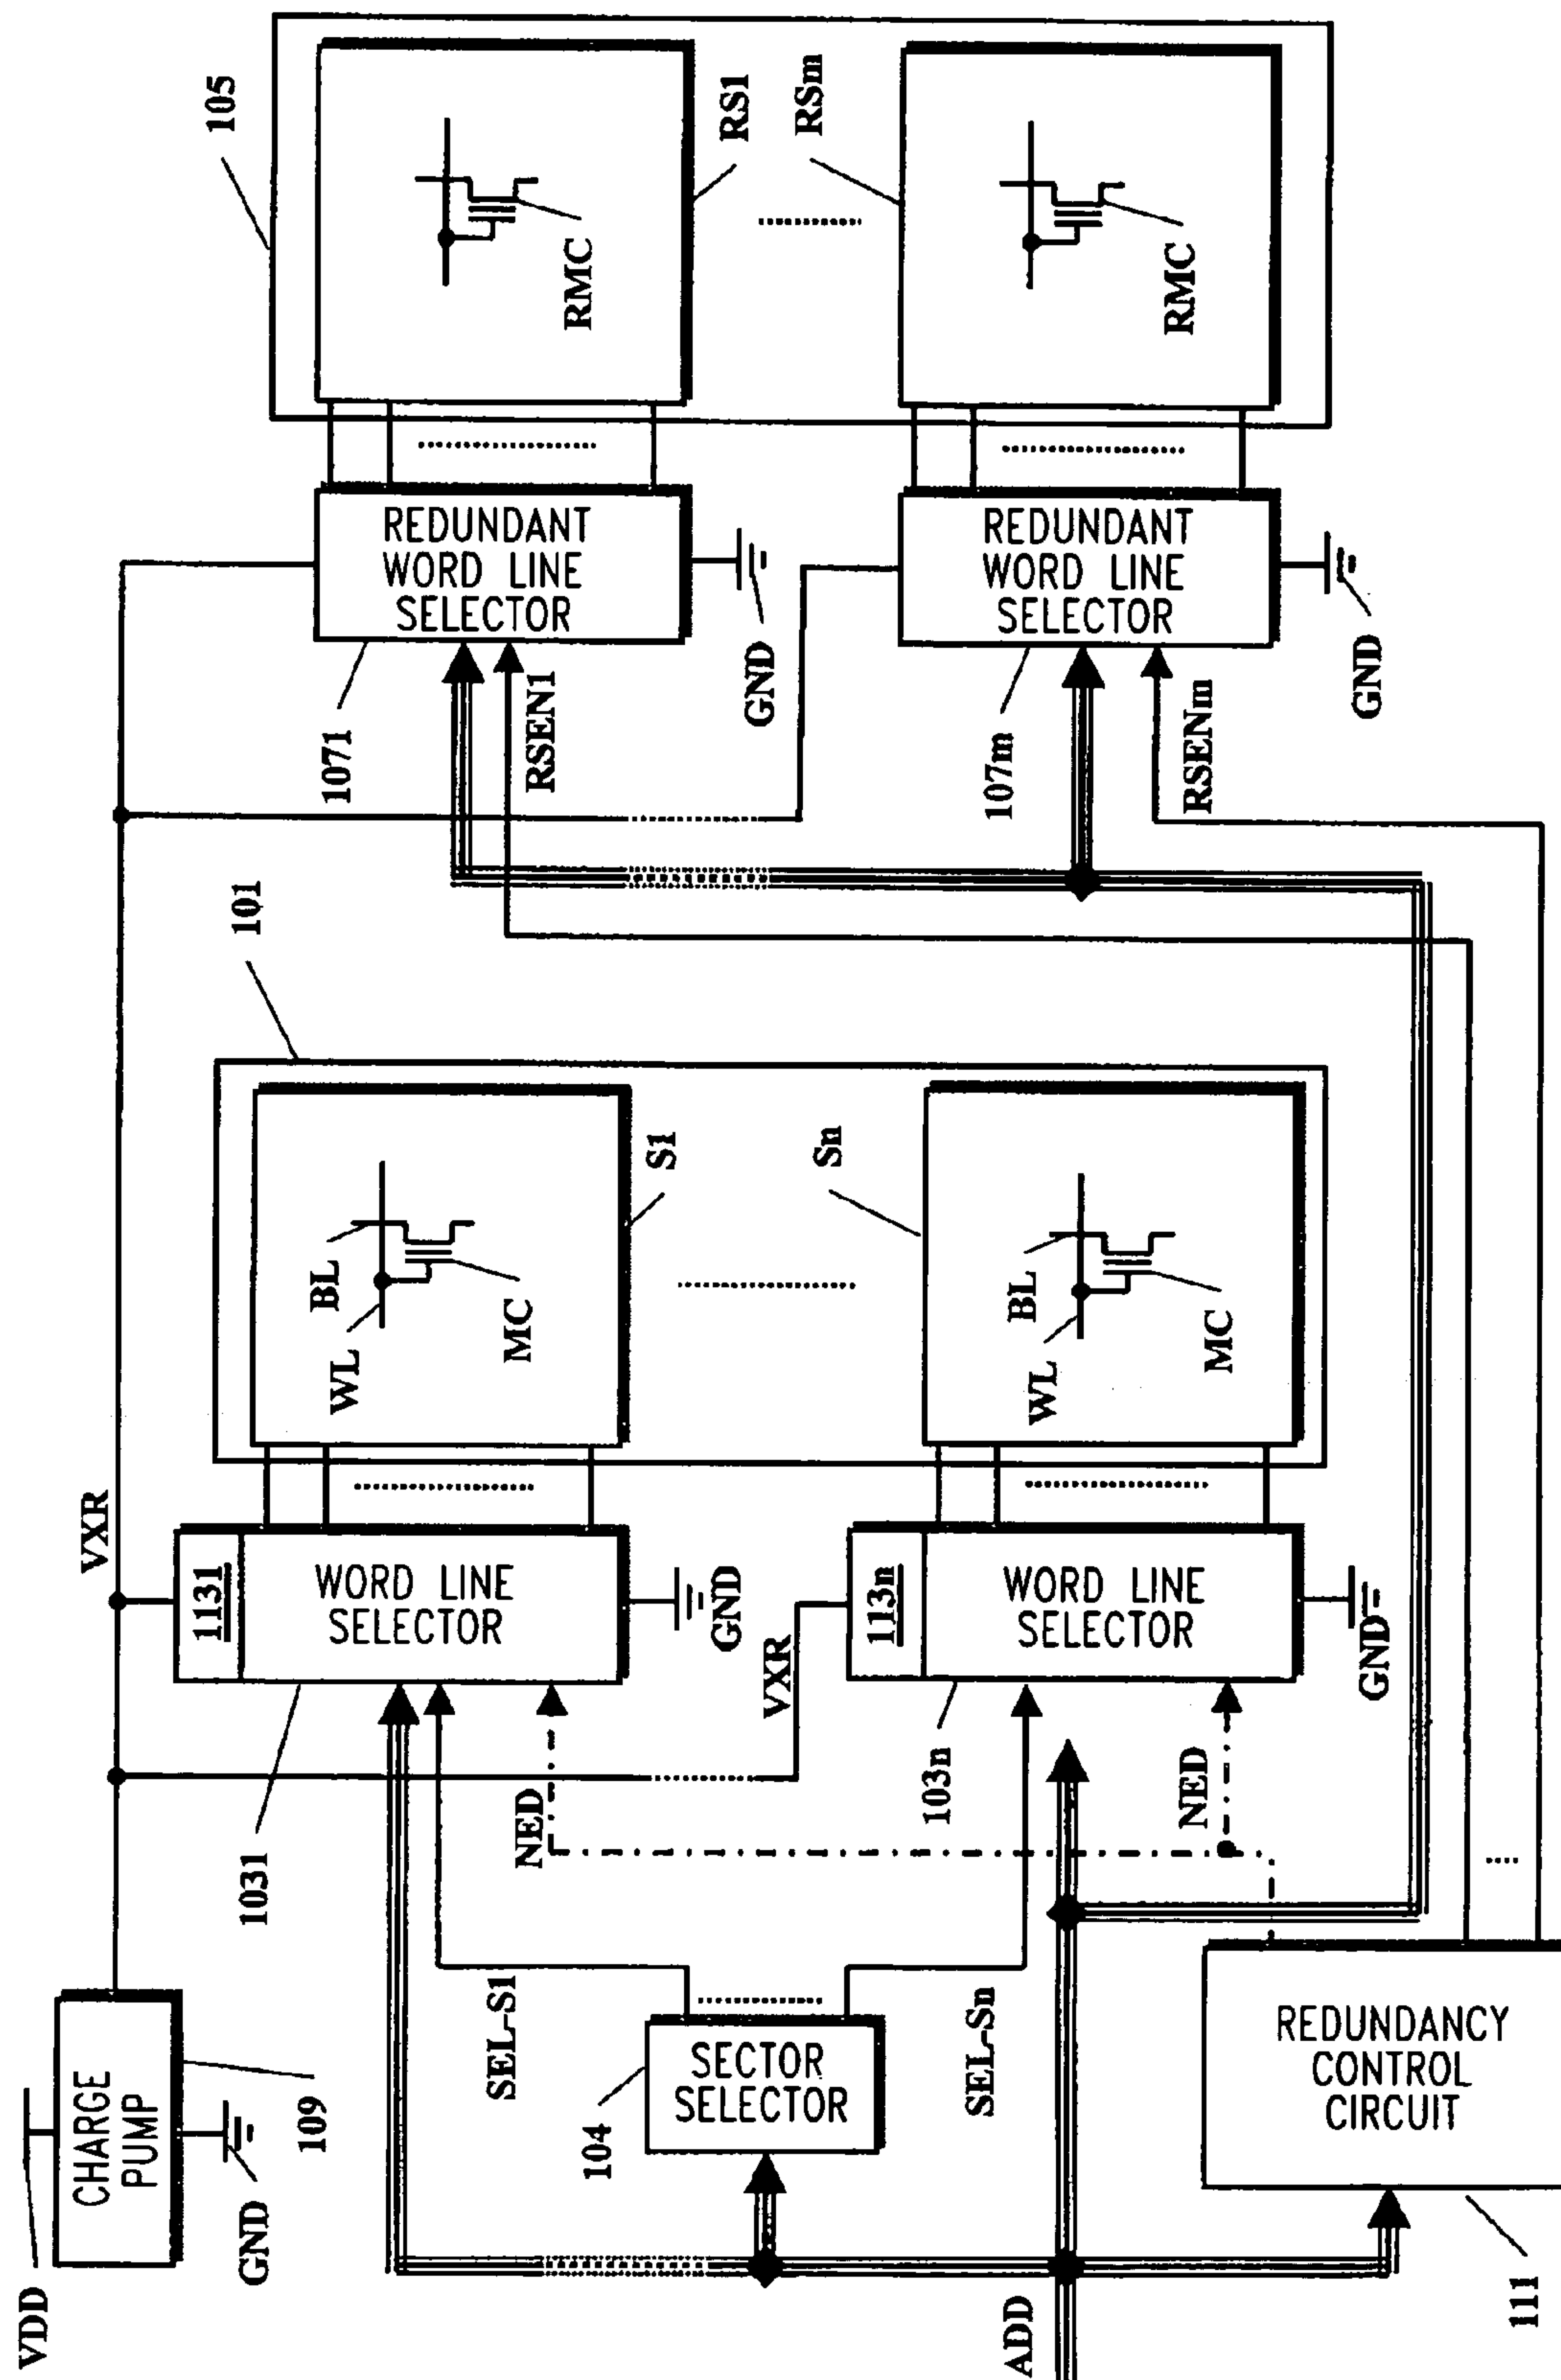 VDD
CHARGE
PUMP
GND
109
VXR
1131
WORD LINE
SELECTOR
GND
1031
101
BL
WL
MC
S1
Sn
BL
WL
MC
VXR
113n
WORD LINE
SELECTOR
GND
103n
NED
NED
SEL-S1
SEL-Sn
SECTOR
SELECTOR
104
ADD
REDUNDANCY
CONTROL
CIRCUIT
111
105
RMC
RS1
RSm
RMC
REDUNDANT
WORD LINE
SELECTOR
GND
1071
RSEN1
REDUNDANT
WORD LINE
SELECTOR
GND
107m
RSENm